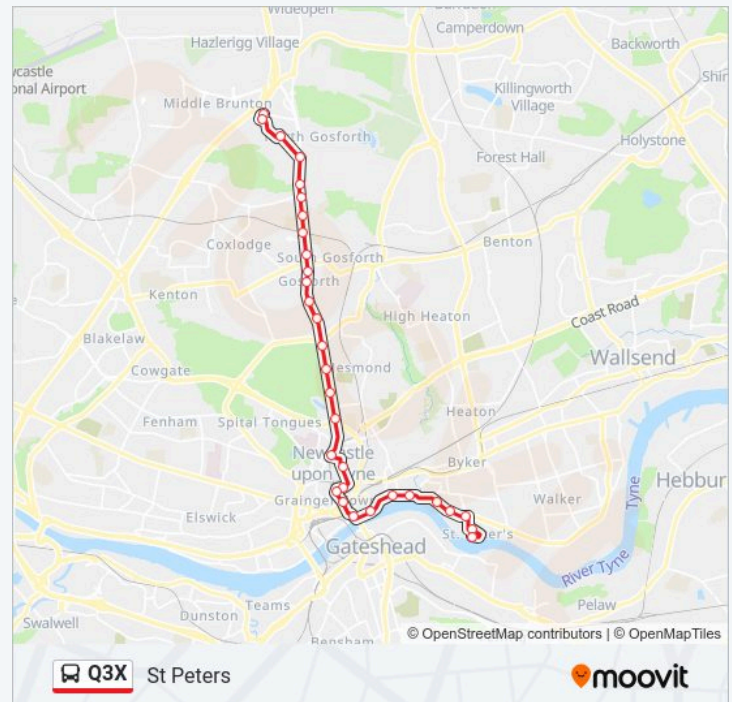 Wideopen
Hazlerigg Village
Camperdown
Backworth
Middle Brunton
Killingworth
Village
Holystone
Forest Hall
Coxlodge
South Gosforth
Gosforth
Benton
Kenton
Coast Road
High Heaton
Blakelaw
Wallsend
Cowgate
Heaton
Fenham
Spital Tongues
Newcastle
upon Tyne
Byker
Walker
Elswick
Gateshead
River Tyne
Tyne
Teams
Dunston
Pelaw
Swalwell
Bensham
© OpenStreetMap contributors | © OpenMapTiles
Q3X St Peters
moovit